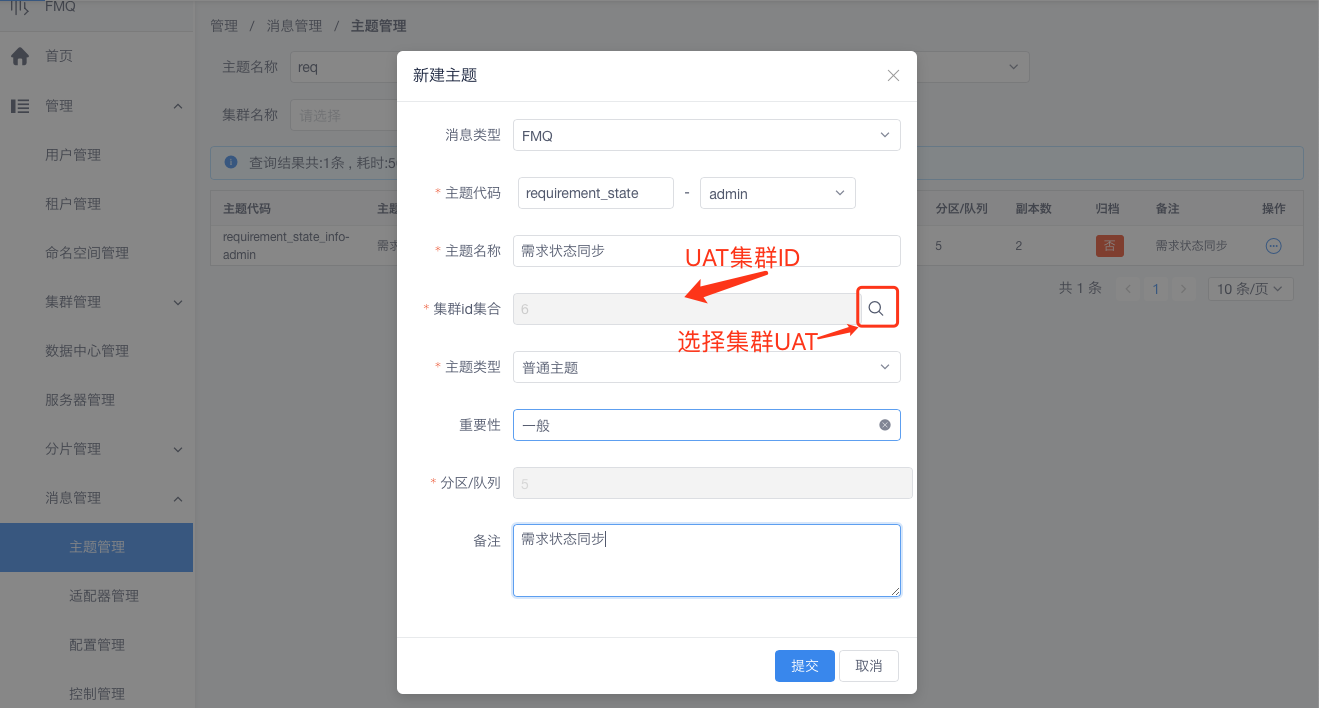 FMQ
首页
管理
用户管理
租户管理
命名空间管理
集群管理
数据中心管理
服务器管理
分片管理
消息管理
主题管理
适配器管理
配置管理
控制管理
管理 / 消息管理 / 主题管理
主题名称 req
集群名称 请选择
查询结果共:1条 , 耗时:5
主题代码 主题 分区/队列 副本数 归档 备注 操作
requirement_state_info-admin 需求 5 2 否 需求状态同步
共 1 条 1 10 条/页
新建主题
消息类型 FMQ
* 主题代码 requirement_state - admin
* 主题名称 需求状态同步
UAT集群ID
* 集群id集合 6
选择集群UAT
* 主题类型 普通主题
重要性 一般
* 分区/队列 5
备注 需求状态同步
提交 取消